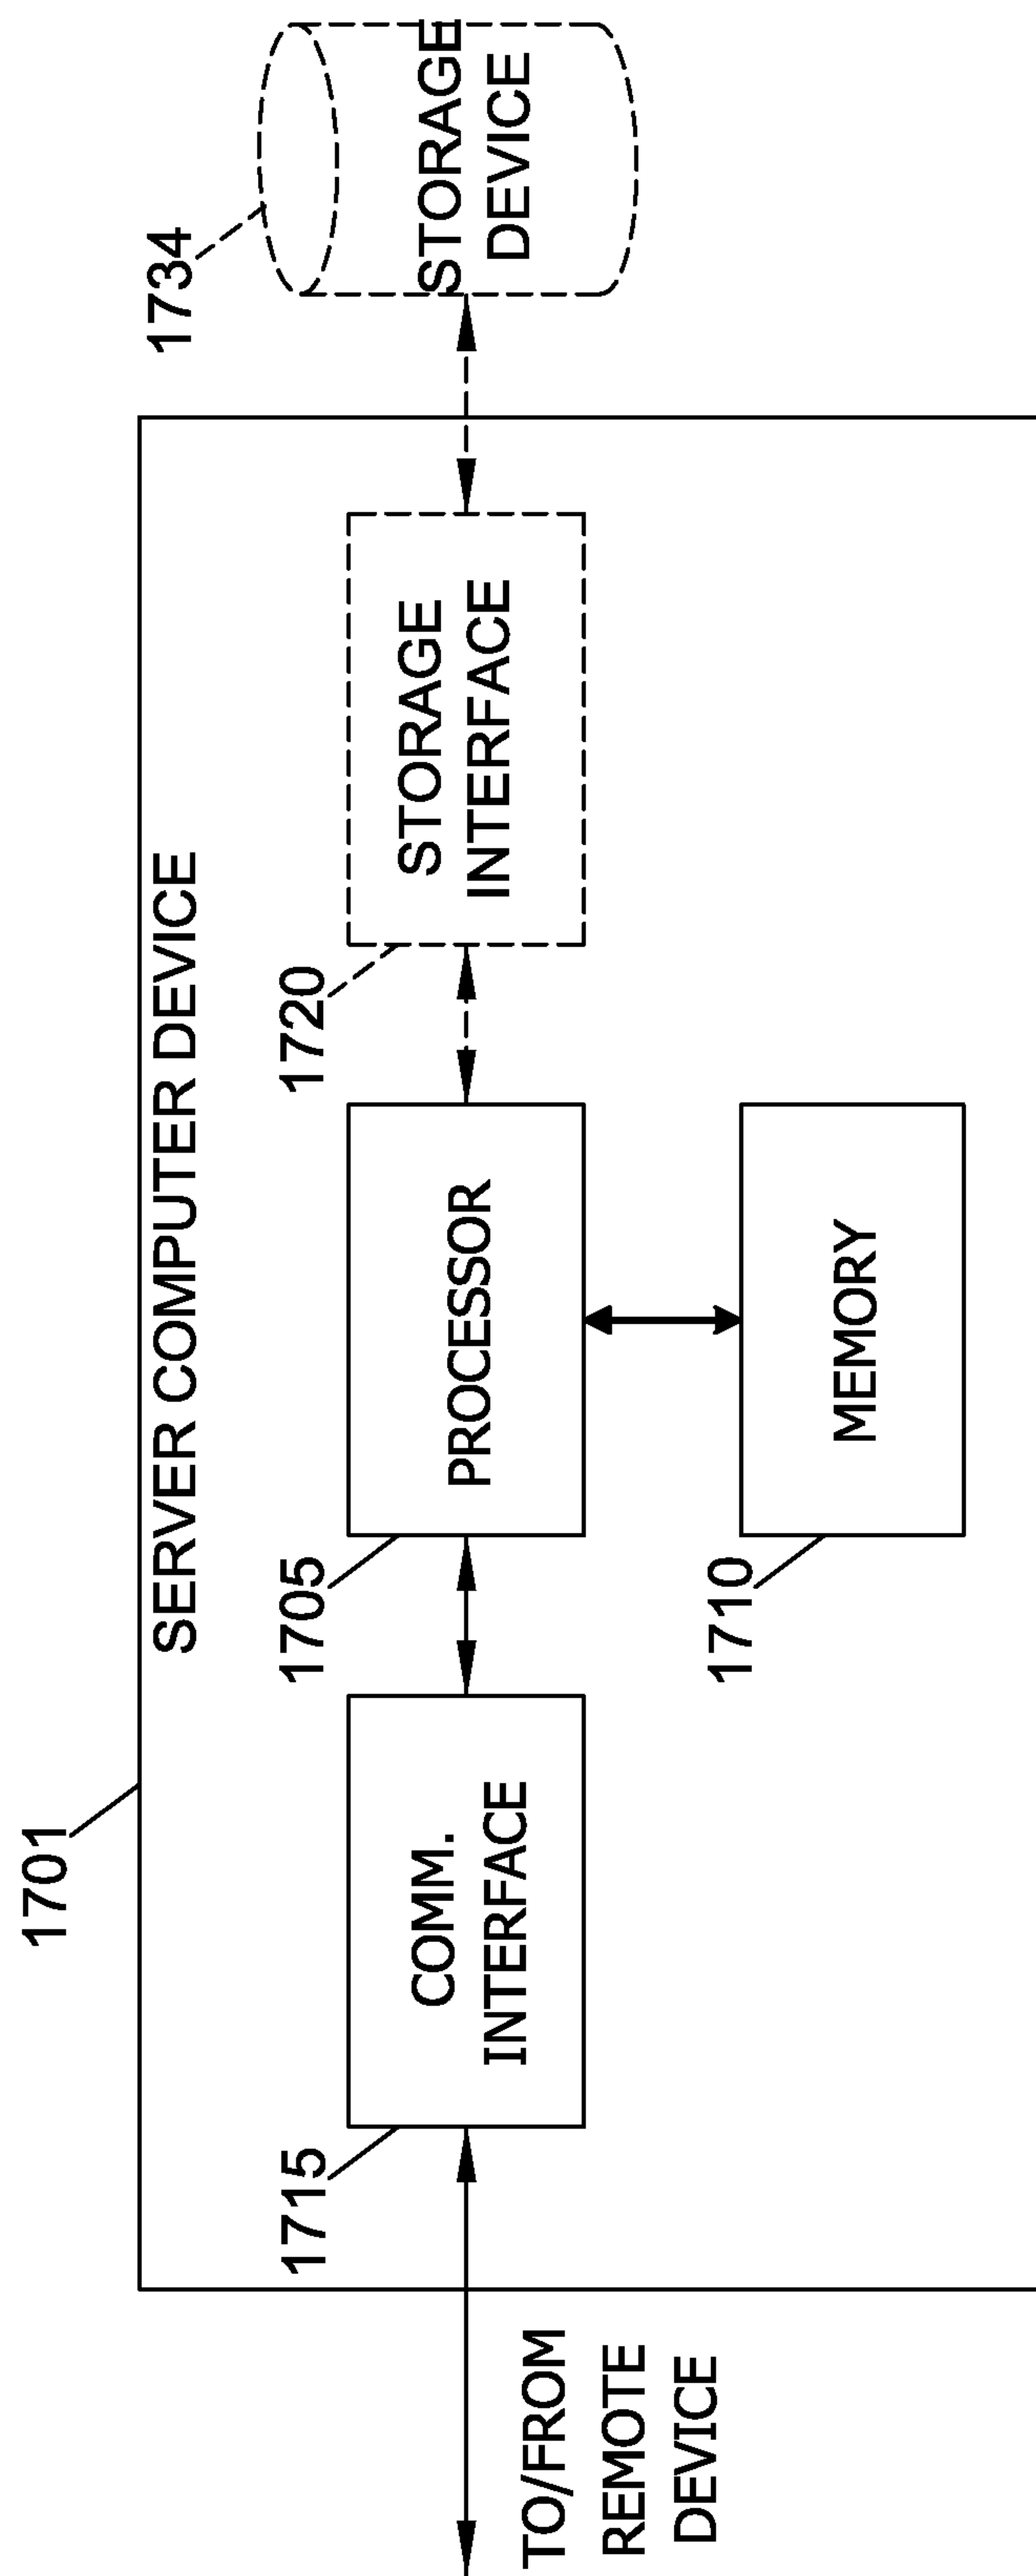 1701
SERVER COMPUTER DEVICE
1734
STORAGE
DEVICE
1715
COMM.
INTERFACE
1705
PROCESSOR
1720
STORAGE
INTERFACE
TO/FROM
REMOTE
DEVICE
1710
MEMORY